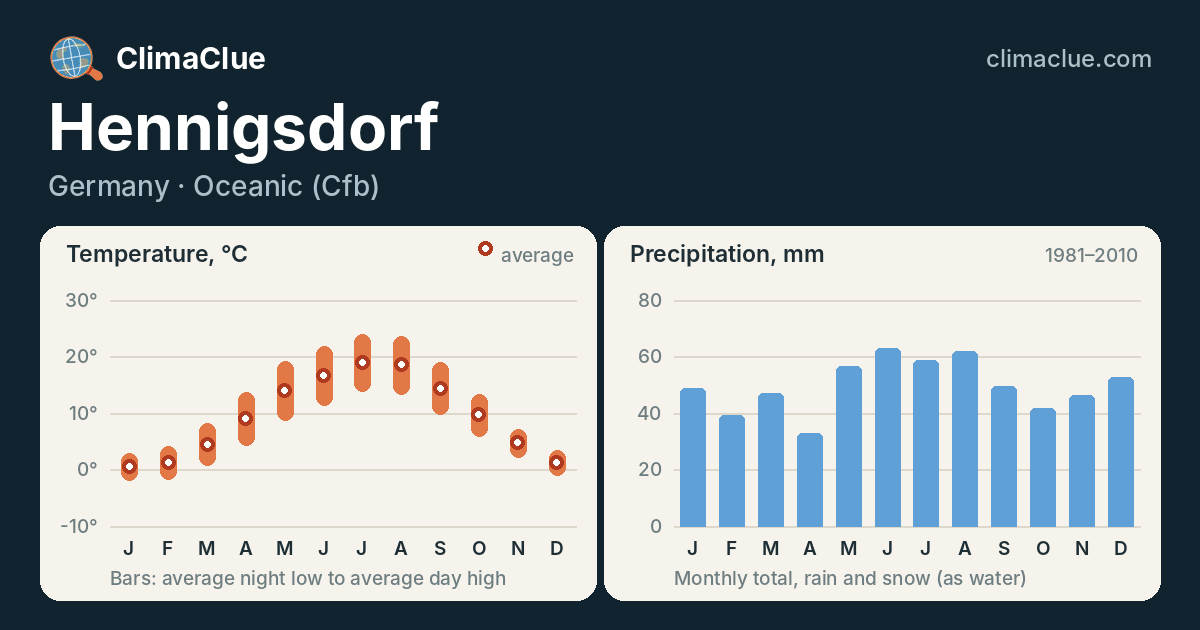 ClimaClue
climaclue.com
Hennigsdorf
Germany · Oceanic (Cfb)
Temperature, °C
average
30°
20°
10°
0°
-10°
J F M A M J J A S O N D
Bars: average night low to average day high
Precipitation, mm
1981–2010
80
60
40
20
0
J F M A M J J A S O N D
Monthly total, rain and snow (as water)